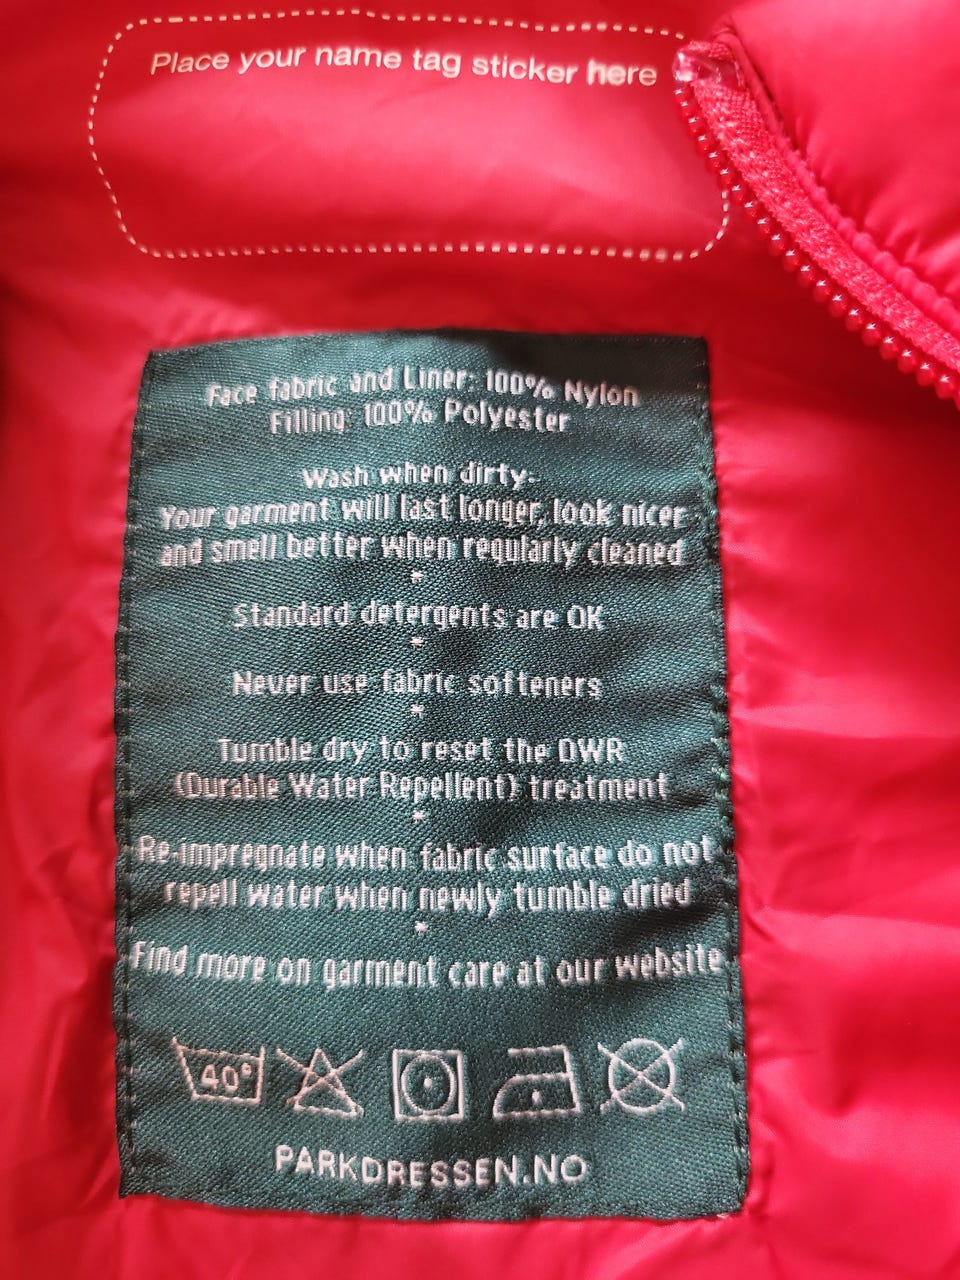 Place your name tag sticker here
Face fabric and Liner: 100% Nylon
Filling: 100% Polyester
Wash when dirty:
Your garment will last longer, look nicer
and smell better when regularly cleaned
*
Standard detergents are OK
*
Never use fabric softeners
*
Tumble dry to reset the DWR
(Durable Water Repellent) treatment
*
Re-impregnate when fabric surface do not
repell water when newly tumble dried
*
Find more on garment care at our website
40°
PARKDRESSEN.NO